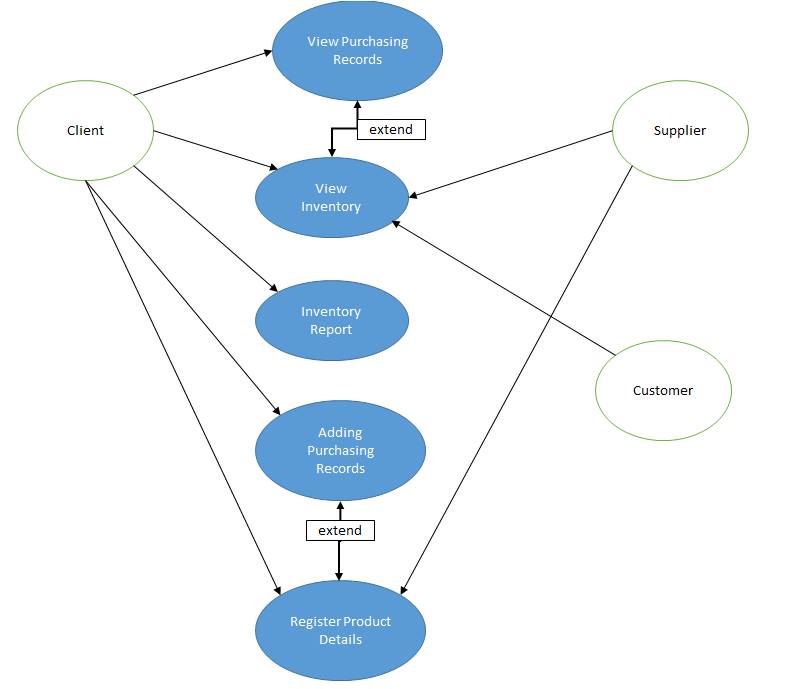 View Purchasing
Records
Client
extend
Supplier
View
Inventory
Inventory
Report
Customer
Adding
Purchasing
Records
extend
Register Product
Details